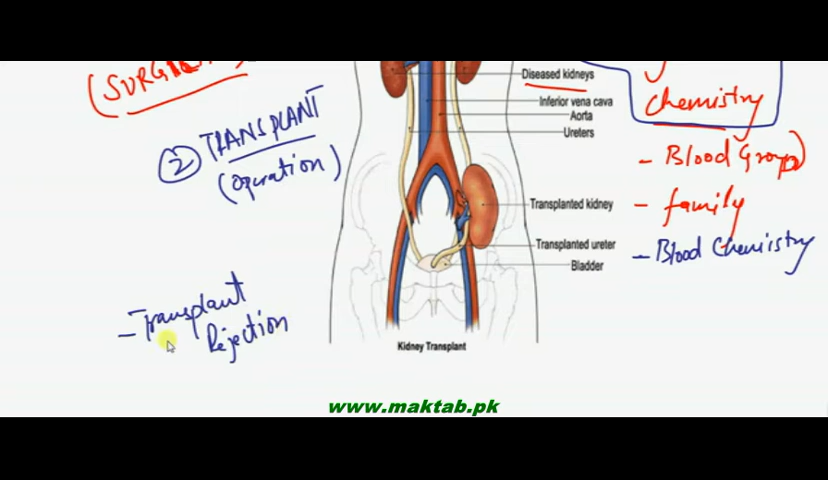 (SURGI
② TRANSPLANT
(operation)
- Transplant
Rejection
Diseased kidneys
Inferior vena cava
Aorta
Ureters
Transplanted kidney
Transplanted ureter
Bladder
Kidney Transplant
chemistry
- Blood Group)
- family
- Blood Chemistry
www.maktab.pk